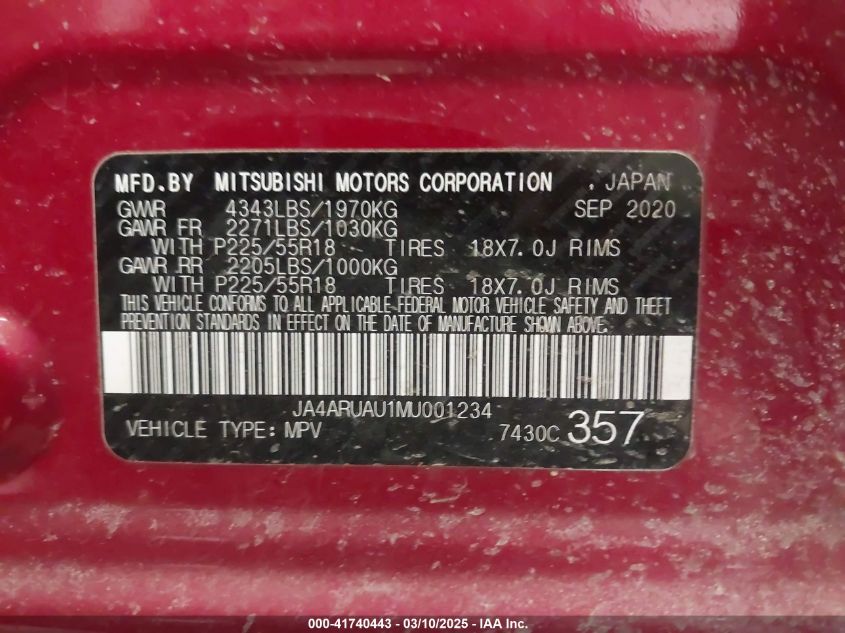 MFD.BY MITSUBISHI MOTORS CORPORATION , JAPAN
GVWR 4343LBS/1970KG SEP 2020
GAWR FR 2271LBS/1030KG
WITH P225/55R18 TIRES 18X7.0J RIMS
GAWR RR 2205LBS/1000KG
WITH P225/55R18 TIRES 18X7.0J RIMS
THIS VEHICLE CONFORMS TO ALL APPLICABLE FEDERAL MOTOR VEHICLE SAFETY AND THEFT
PREVENTION STANDARDS IN EFFECT ON THE DATE OF MANUFACTURE SHOWN ABOVE.
JA4ARUAU1MU001234
VEHICLE TYPE: MPV 7430C 357
000-41740443 — 03/10/2025 - IAA Inc.